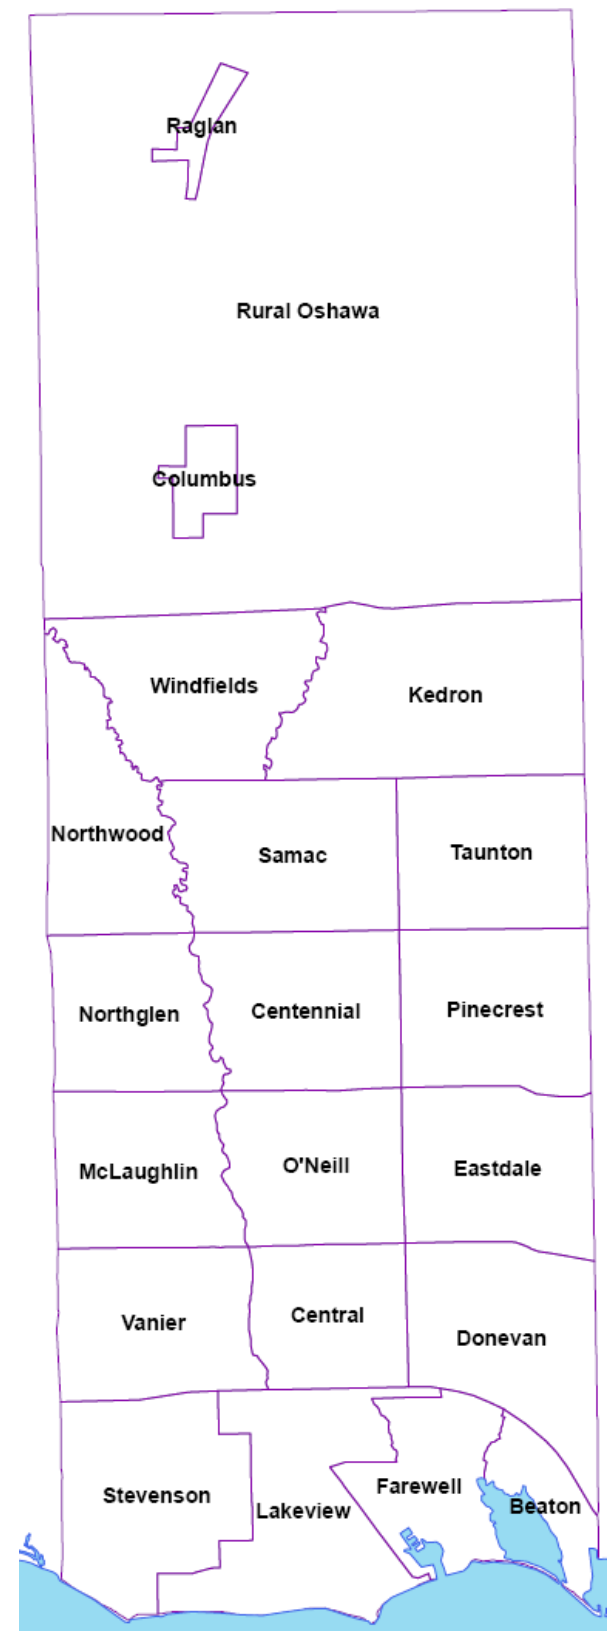 Raglan
Rural Oshawa
Columbus
Windfields
Kedron
Northwood
Samac
Taunton
Northglen
Centennial
Pinecrest
McLaughlin
O'Neill
Eastdale
Vanier
Central
Donevan
Stevenson
Lakeview
Farewell
Beaton